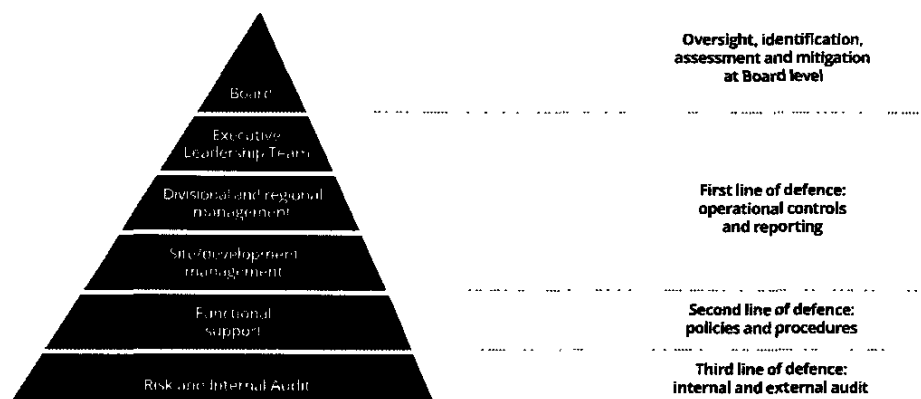 Board
Executive
Leadership Team
Divisional and regional
management
Site/development
management
Functional
support
Risk and Internal Audit
Oversight, identification,
assessment and mitigation
at Board level
First line of defence:
operational controls
and reporting
Second line of defence:
policies and procedures
Third line of defence:
internal and external audit